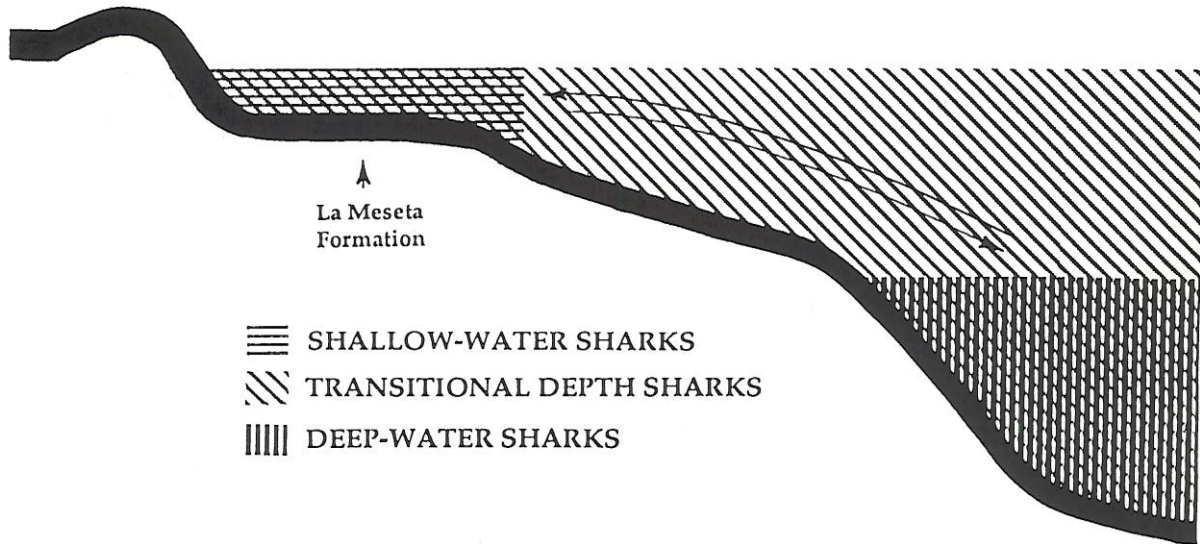 La Meseta
Formation
SHALLOW-WATER SHARKS
TRANSITIONAL DEPTH SHARKS
DEEP-WATER SHARKS